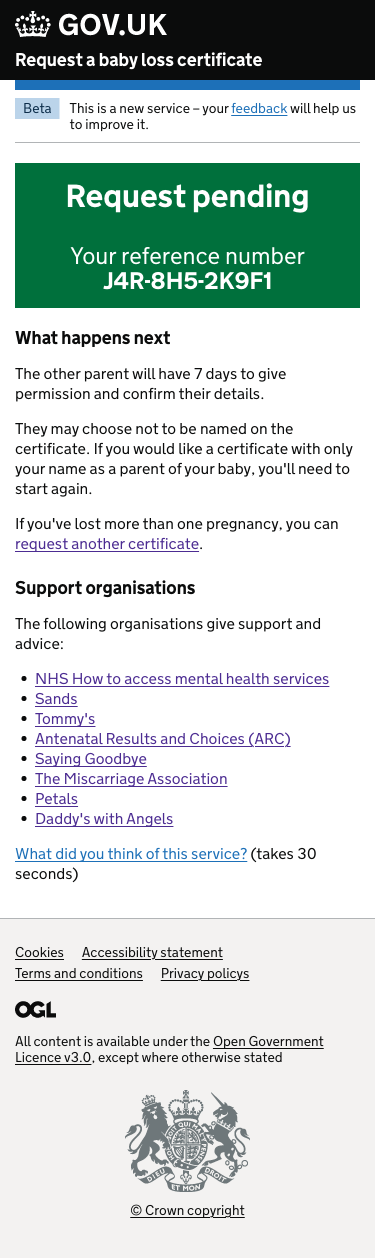 GOV.UK
Request a baby loss certificate
Beta This is a new service – your feedback will help us
to improve it.
Request pending
Your reference number
J4R-8H5-2K9F1
What happens next
The other parent will have 7 days to give
permission and confirm their details.
They may choose not to be named on the
certificate. If you would like a certificate with only
your name as a parent of your baby, you'll need to
start again.
If you've lost more than one pregnancy, you can
request another certificate.
Support organisations
The following organisations give support and
advice:
• NHS How to access mental health services
• Sands
• Tommy's
• Antenatal Results and Choices (ARC)
• Saying Goodbye
• The Miscarriage Association
• Petals
• Daddy's with Angels
What did you think of this service? (takes 30
seconds)
Cookies Accessibility statement
Terms and conditions Privacy policys
OGL
All content is available under the Open Government
Licence v3.0, except where otherwise stated
DIEU ET MON DROIT
© Crown copyright